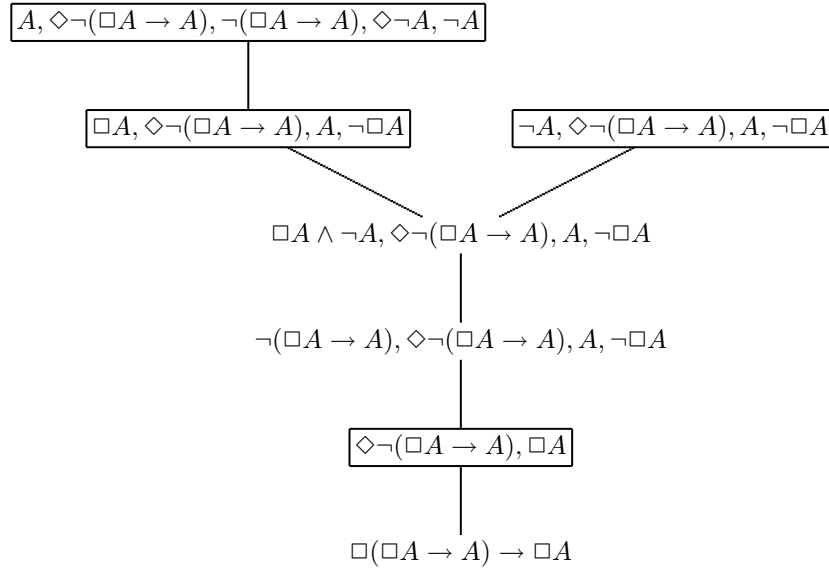 A, ◇¬(□A → A), ¬(□A → A), ◇¬A, ¬A
□A, ◇¬(□A → A), A, ¬□A
¬A, ◇¬(□A → A), A, ¬□A
□A ∧ ¬A, ◇¬(□A → A), A, ¬□A
¬(□A → A), ◇¬(□A → A), A, ¬□A
◇¬(□A → A), □A
□(□A → A) → □A